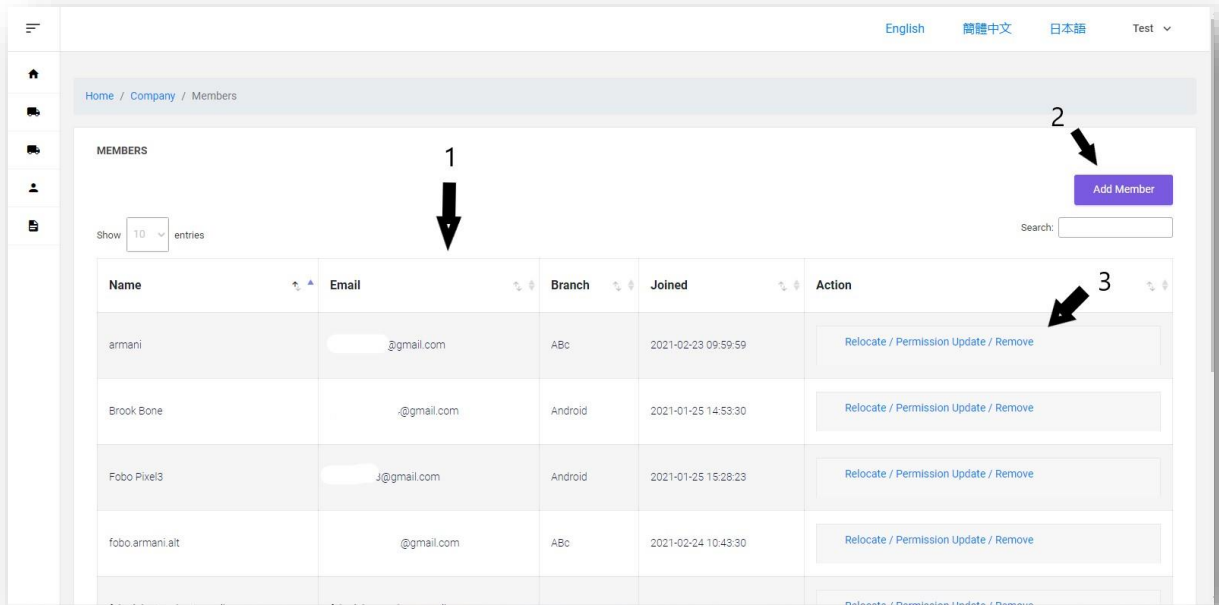 English 簡體中文 日本語 Test
Home / Company / Members
2
MEMBERS
1
Add Member
Show 10 entries
Search:
Name Email Branch Joined Action
3
armani @gmail.com ABc 2021-02-23 09:59:59 Relocate / Permission Update / Remove
Brook Bone @gmail.com Android 2021-01-25 14:53:30 Relocate / Permission Update / Remove
Fobo Pixel3 @gmail.com Android 2021-01-25 15:28:23 Relocate / Permission Update / Remove
fobo.armani.alt @gmail.com ABc 2021-02-24 10:43:30 Relocate / Permission Update / Remove
Relocate / Permission Update / Remove